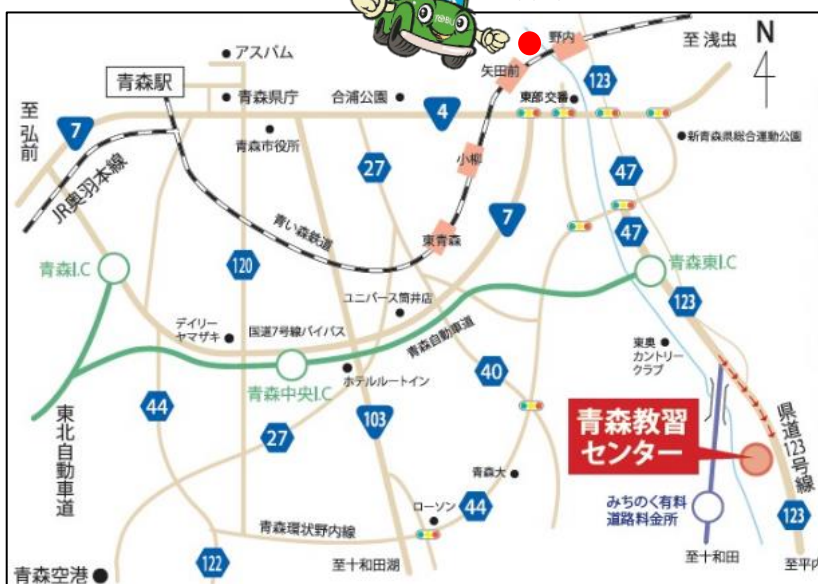 野内
至 浅虫
N
矢田前
123
アスパム
青森駅
青森県庁
合浦公園
4
東部交番
至 弘前
7
青森市役所
新青森県総合運動公園
27
小柳
47
JR奥羽本線
青い森鉄道
7
47
東青森
青森I.C
120
青森東I.C
123
ユニバース筒井店
デイリー
ヤマザキ
国道7号線バイパス
青森自動車道
東奥
カントリー
クラブ
青森中央I.C
ホテルルートイン
40
44
東北自動車道
27
103
青森教習
センター
県道123号線
青森大
みちのく有料
道路料金所
ローソン
44
青森環状野内線
123
122
至十和田湖
至十和田
至平内
青森空港